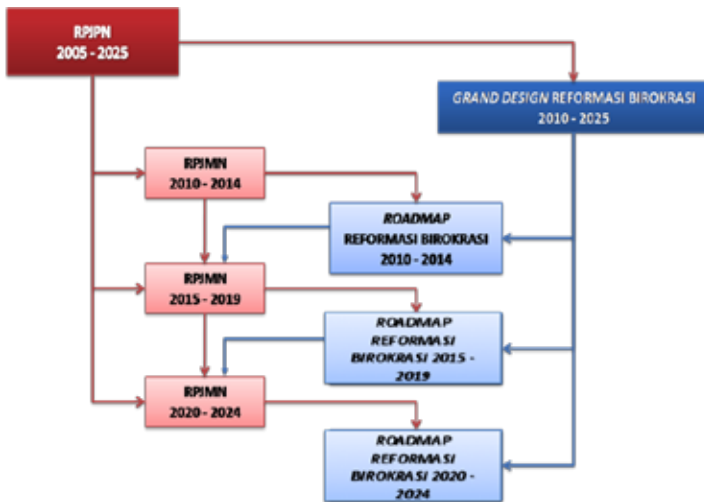 RPJPN
2005 - 2025
GRAND DESIGN REFORMASI BIROKRASI
2010 - 2025
RPJMN
2010 - 2014
ROADMAP
REFORMASI BIROKRASI
2010 - 2014
RPJMN
2015 - 2019
ROADMAP
REFORMASI
BIROKRASI 2015 -
2019
RPJMN
2020 - 2024
ROADMAP
REFORMASI
BIROKRASI 2020 -
2024